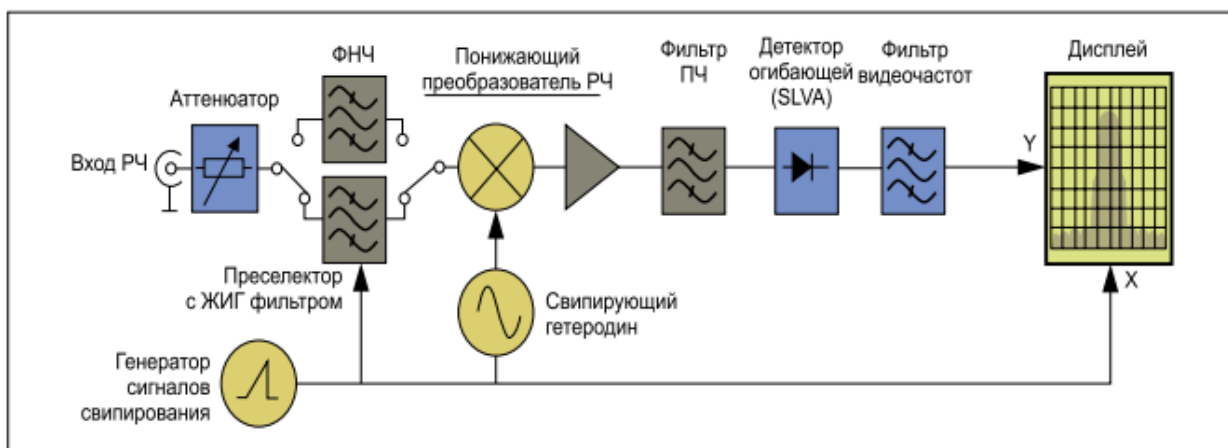 ФНЧ
Понижающий
преобразователь РЧ
Фильтр
ПЧ
Детектор
огибающей
(SLVA)
Фильтр
видеочастот
Дисплей
Аттенюатор
Вход РЧ
Y
X
Преселектор
с ЖИГ фильтром
Свипирующий
гетеродин
Генератор
сигналов
свипирования